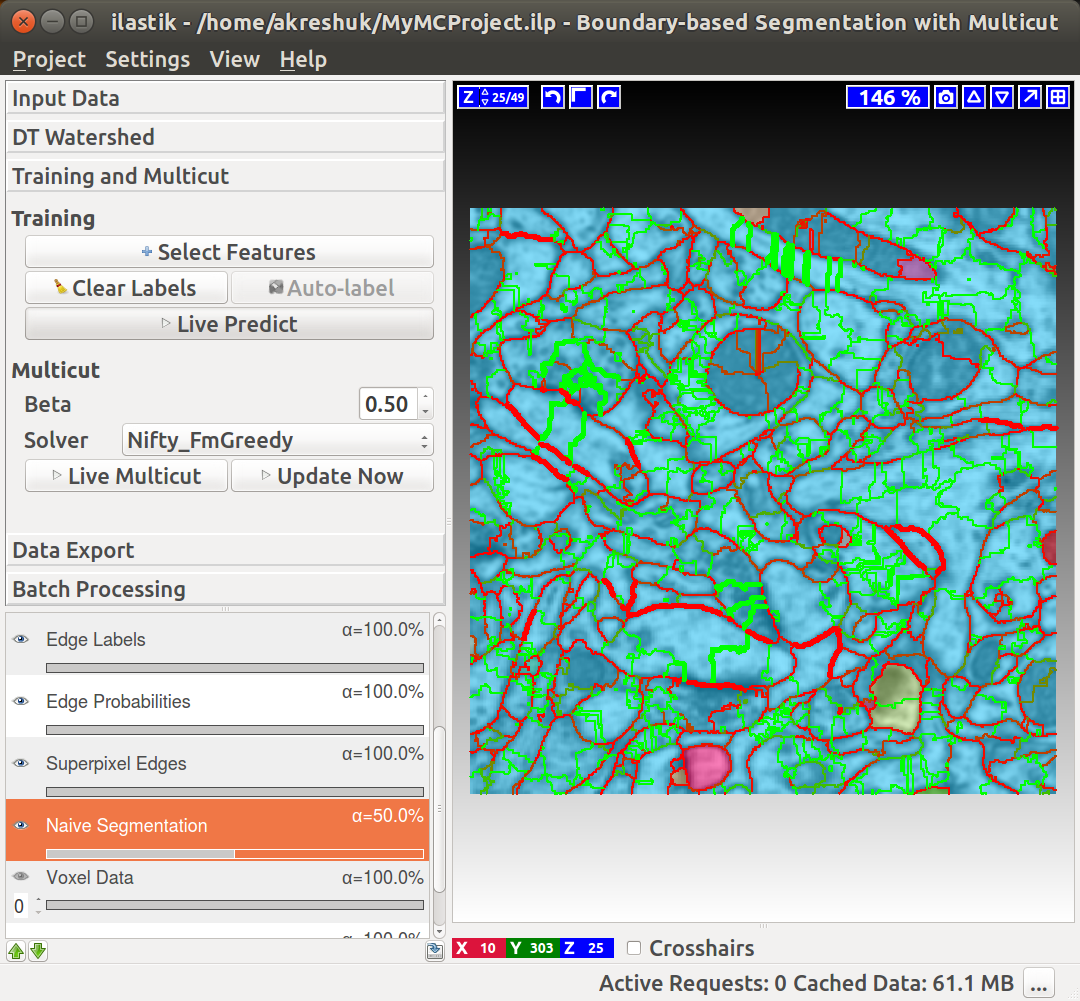 ilastik - /home/akreshuk/MyMCProject.ilp - Boundary-based Segmentation with Multicut
Project Settings View Help
Input Data
DT Watershed
Training and Multicut
Training
Select Features
Clear Labels Auto-label
Live Predict
Multicut
Beta 0.50
Solver Nifty_FmGreedy
Live Multicut Update Now
Data Export
Batch Processing
Edge Labels α=100.0%
Edge Probabilities α=100.0%
Superpixel Edges α=100.0%
Naive Segmentation α=50.0%
Voxel Data α=100.0%
0
Z 25/49
146 %
X 10 Y 303 Z 25 Crosshairs
Active Requests: 0 Cached Data: 61.1 MB ...